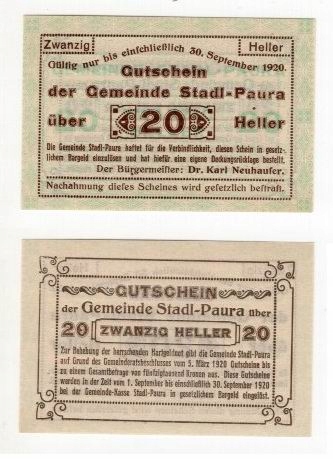 Zwanzig Heller
Gültig nur bis einschließlich 30. September 1920.
Gutschein
der Gemeinde Stadl-Paura
über 20 Heller
Die Gemeinde Stadl-Paura haftet für die Verbindlichkeit, diesen Schein in gesetz-
lichem Bargeld einzulösen und hat hiefür eine eigene Deckungsrücklage bestellt.
Der Bürgermeister: Dr. Karl Neuhauser.
Nachahmung dieses Scheines wird gesetzlich bestraft.
GUTSCHEIN
der Gemeinde Stadl-Paura über
20 ZWANZIG HELLER 20
Zur Behebung der herrschenden Hartgeldnot gibt die Gemeinde Stadl-Paura
auf Grund des Gemeinderatsbeschlusses vom 5. März 1920 Gutscheine bis
zu einem Gesamtbetrage von fünfzigtausend Kronen aus. Diese Gutscheine
werden in der Zeit vom 1. September bis einschließlich 30. September 1920
bei der Gemeinde-Kasse Stadl-Paura in gesetzlichem Bargeld eingelöst.